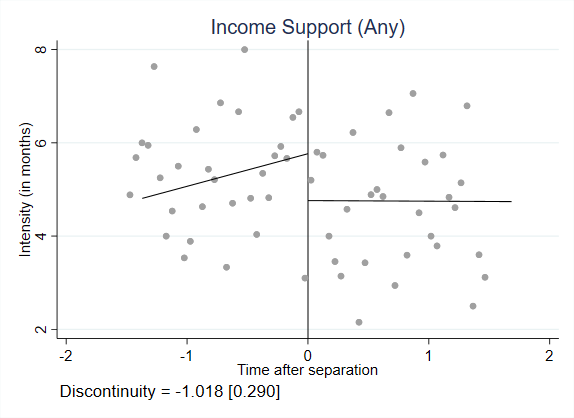 Income Support (Any)
Intensity (in months)
8
6
4
2
-2 -1 0 1 2
Time after separation
Discontinuity = -1.018 [0.290]